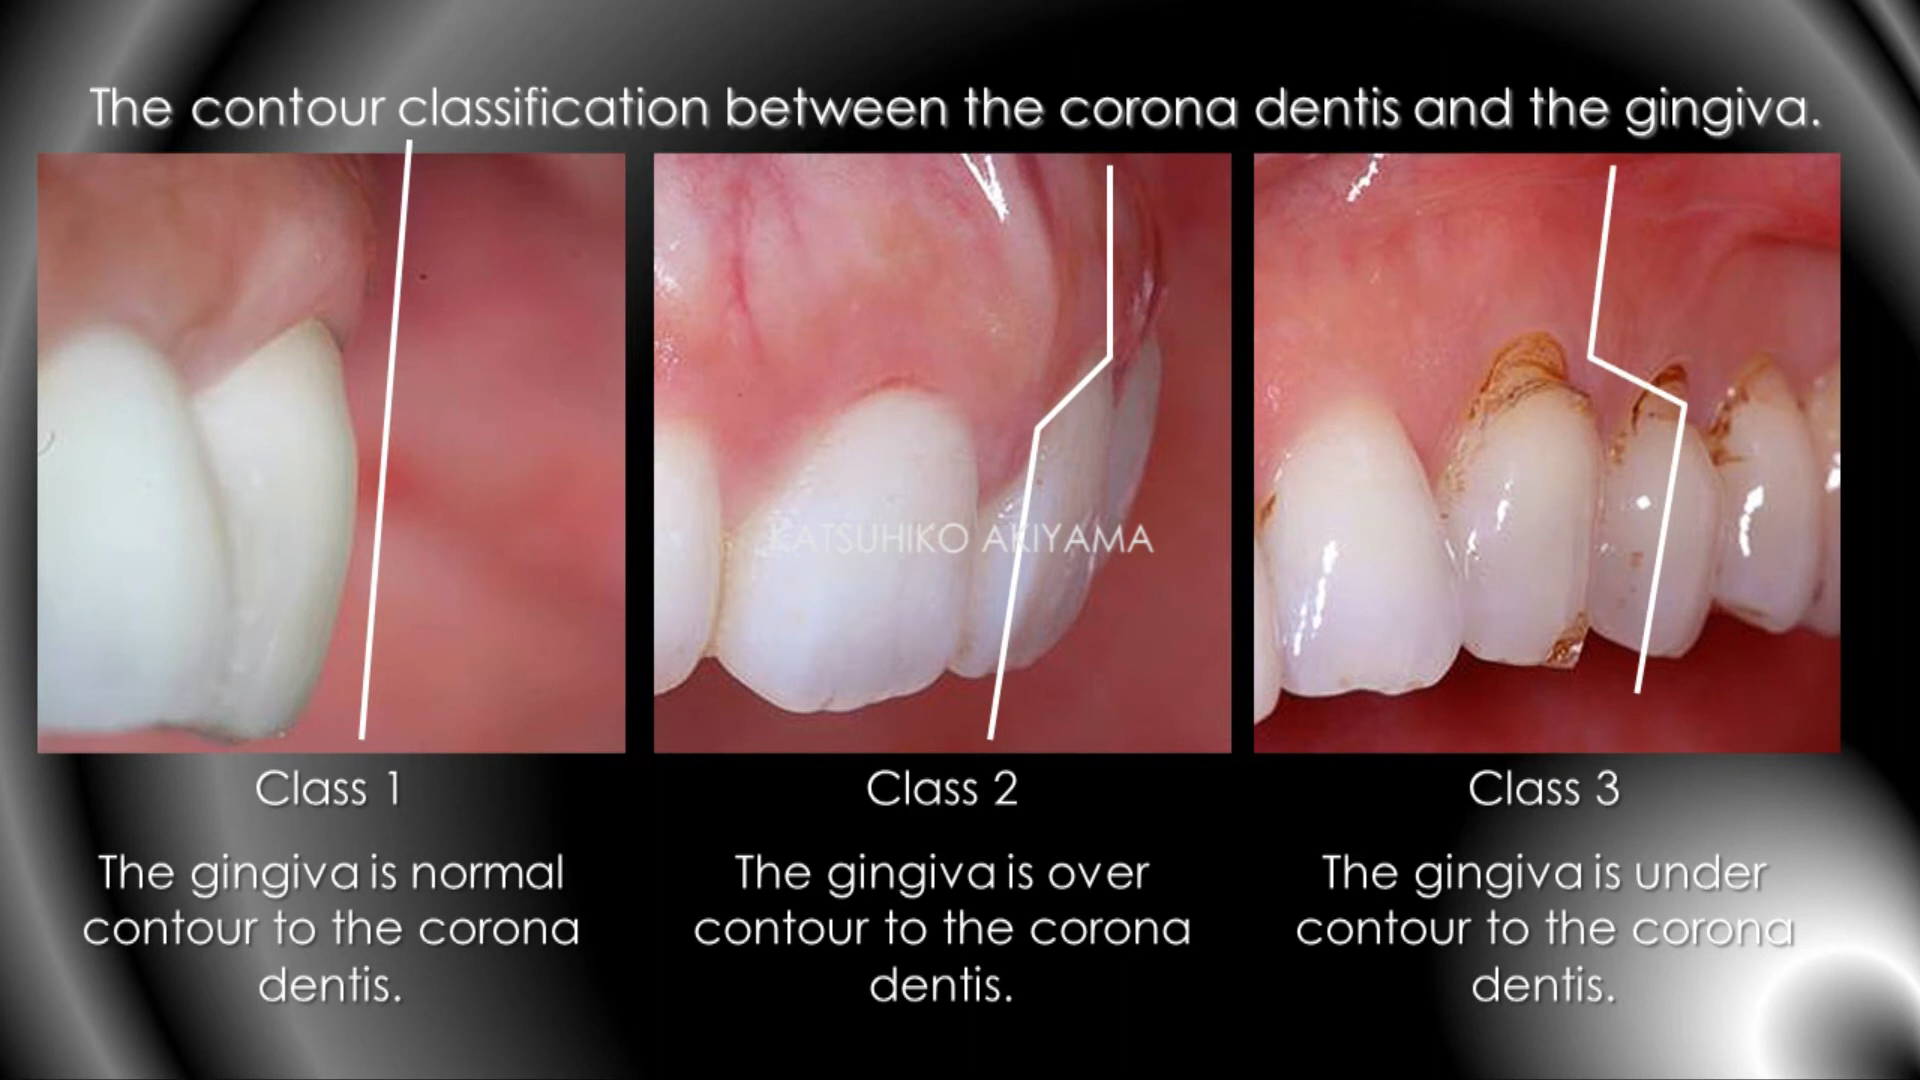 The contour classification between the corona dentis and the gingiva.
KATSUHIKO AKIYAMA
Class 1
The gingiva is normal
contour to the corona
dentis.
Class 2
The gingiva is over
contour to the corona
dentis.
Class 3
The gingiva is under
contour to the corona
dentis.